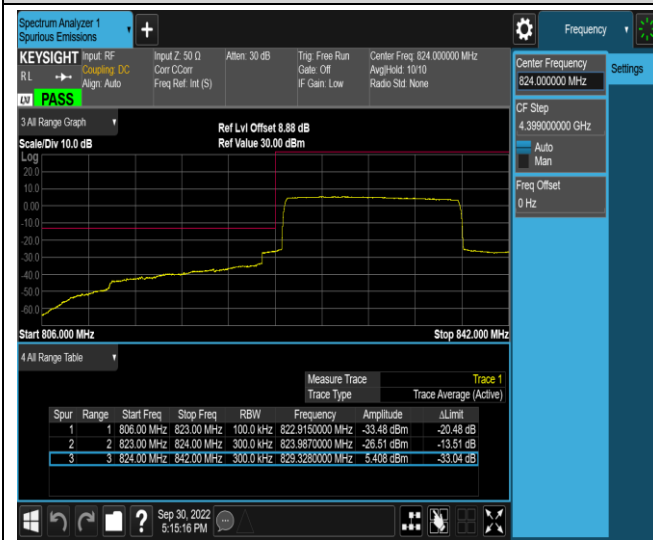 Spectrum Analyzer 1
Spurious Emissions
Frequency
KEYSIGHT
R L
LXI PASS
Input: RF
Coupling: DC
Align: Auto
Input Z: 50 Ω
Corr CCorr
Freq Ref: Int (S)
Atten: 30 dB
Trig: Free Run
Gate: Off
IF Gain: Low
Center Freq: 824.000000 MHz
Avg|Hold: 10/10
Radio Std: None
Center Frequency
824.000000 MHz
Settings
CF Step
4.399000000 GHz
Auto
Man
Freq Offset
0 Hz
3 All Range Graph
Scale/Div 10.0 dB
Ref Lvl Offset 8.88 dB
Ref Value 30.00 dBm
Log
20.0
10.0
0.00
-10.0
-20.0
-30.0
-40.0
-50.0
-60.0
Start 806.000 MHz Stop 842.000 MHz
4 All Range Table
Measure Trace Trace 1
Trace Type Trace Average (Active)
Spur Range Start Freq Stop Freq RBW Frequency Amplitude ΔLimit
1 1 806.00 MHz 823.00 MHz 100.0 kHz 822.9150000 MHz -33.48 dBm -20.48 dB
2 2 823.00 MHz 824.00 MHz 300.0 kHz 823.9870000 MHz -26.51 dBm -13.51 dB
3 3 824.00 MHz 842.00 MHz 300.0 kHz 829.3280000 MHz 5.408 dBm -33.04 dB
Sep 30, 2022
5:15:16 PM